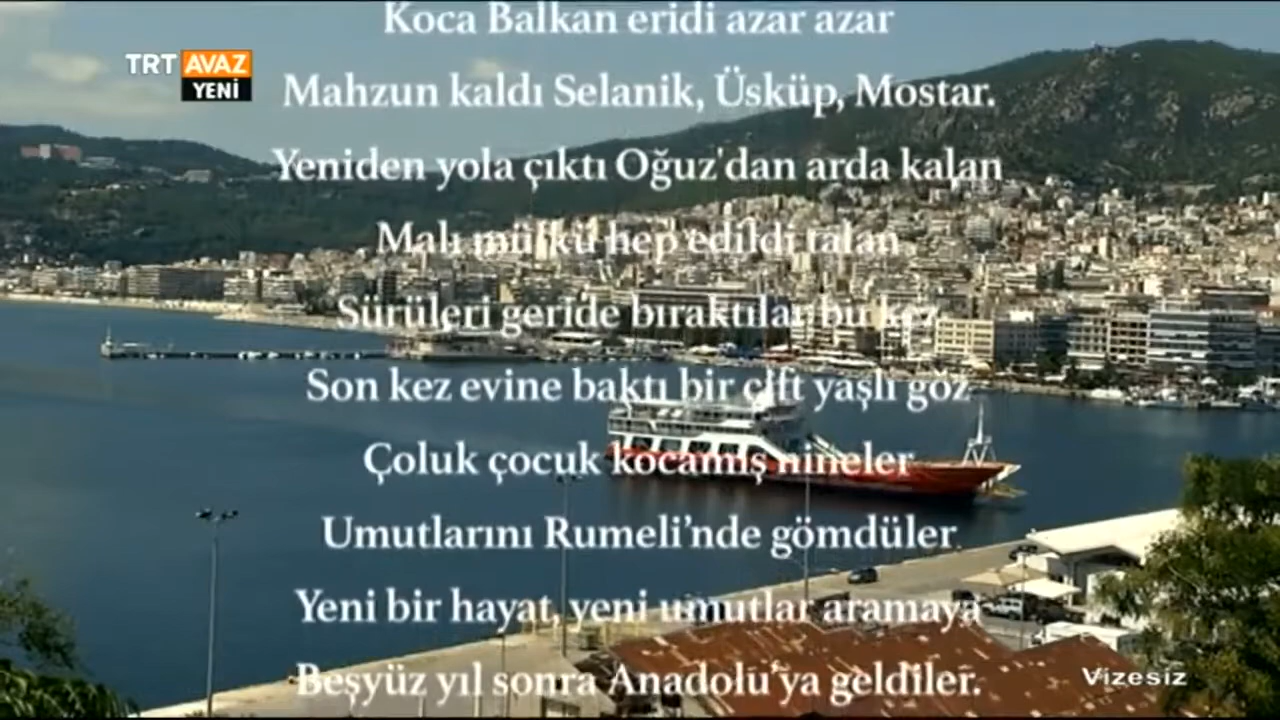 Koca Balkan eridi azar azar
TRT AVAZ
YENİ
Mahzun kaldı Selanik, Üsküp, Mostar.
Yeniden yola çıktı Oğuz'dan arda kalan
Malı mülkü hep edildi talan
Sürüleri geride bıraktılar bu kez
Son kez evine baktı bir çift yaşlı göz
Çoluk çocuk kocamış nineler
Umutlarını Rumeli’nde gömdüler
Yeni bir hayat, yeni umutlar aramaya
Beşyüz yıl sonra Anadolu’ya geldiler.
Vizesiz